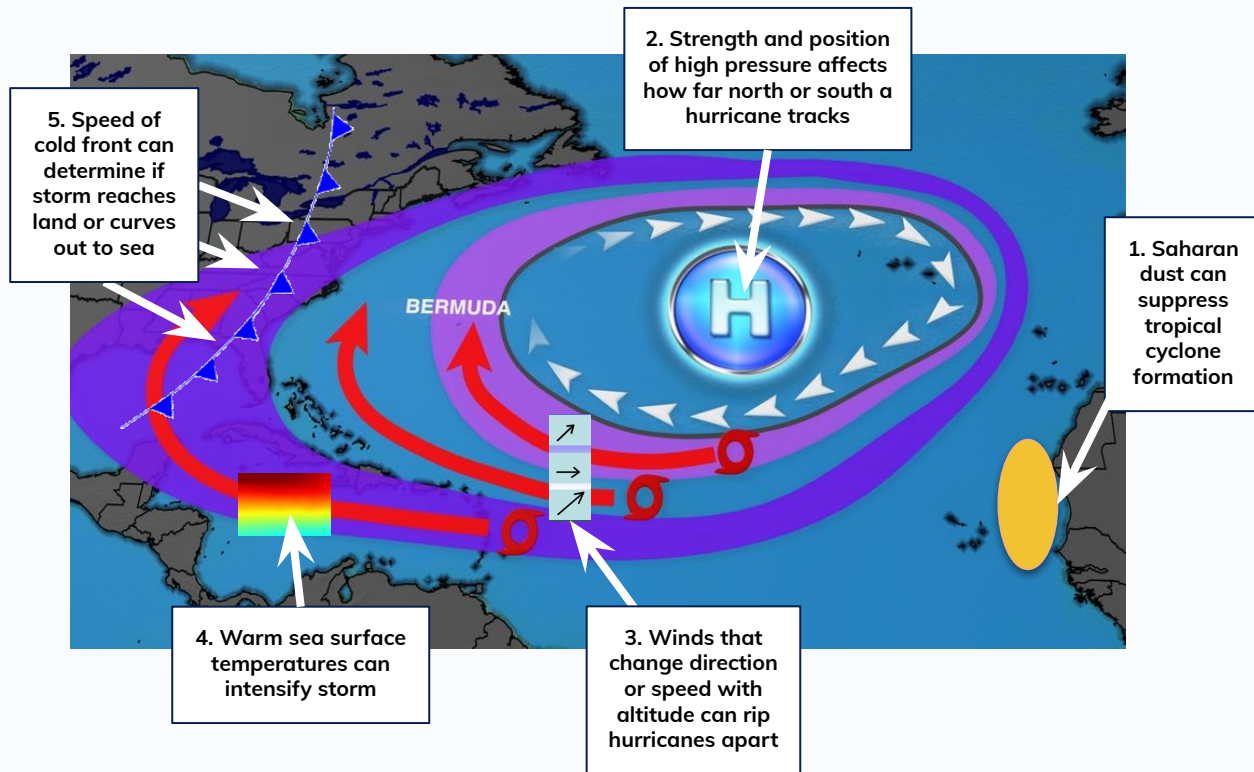 2. Strength and position
of high pressure affects
how far north or south a
hurricane tracks
5. Speed of
cold front can
determine if
storm reaches
land or curves
out to sea
1. Saharan
dust can
suppress
tropical
cyclone
formation
BERMUDA
H
4. Warm sea surface
temperatures can
intensify storm
3. Winds that
change direction
or speed with
altitude can rip
hurricanes apart